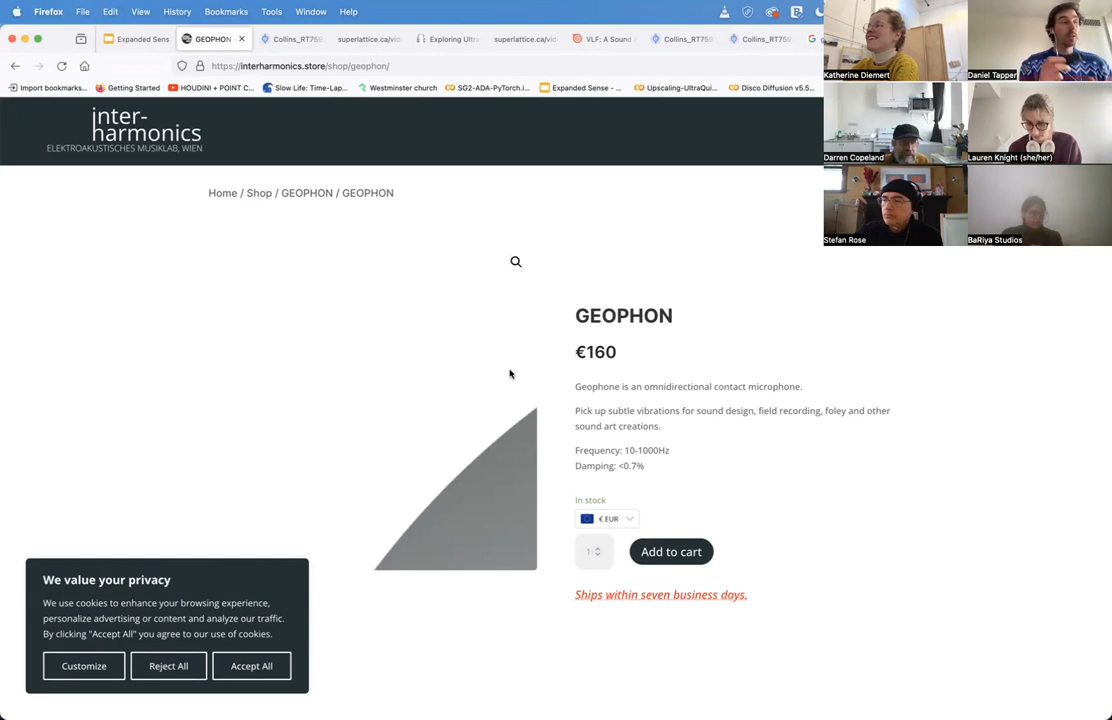 Firefox File Edit View History Bookmarks Tools Window Help
Expanded Sens GEOPHON - Collins_RT75 superlattice.ca/vid Exploring Ultr superlattice.ca/vid VLF: A Sound Collins_RT75 Collins_RT75
https://interharmonics.store/shop/geophon/
Import bookmarks... Getting Started HOUDINI + POINT C... Slow Life: Time-Lap... Westminster church SG2-ADA-PyTorch.i... Expanded Sense - ... Upscaling-UltraQui... Disco Diffusion v5.5...
inter-
harmonics
ELEKTROAKUSTISCHES MUSIKLAB, WIEN
Katherine Diemert
Daniel Tapper
Darren Copeland
Lauren Knight (she/her)
Stefan Rose
BaRiya Studios
Home / Shop / GEOPHON / GEOPHON
GEOPHON
€160
Geophone is an omnidirectional contact microphone.
Pick up subtle vibrations for sound design, field recording, foley and other
sound art creations.
Frequency: 10-1000Hz
Damping: <0.7%
In stock
€ EUR
1
Add to cart
Ships within seven business days.
We value your privacy
We use cookies to enhance your browsing experience,
personalize advertising or content and analyze our traffic.
By clicking "Accept All" you agree to our use of cookies.
Customize Reject All Accept All